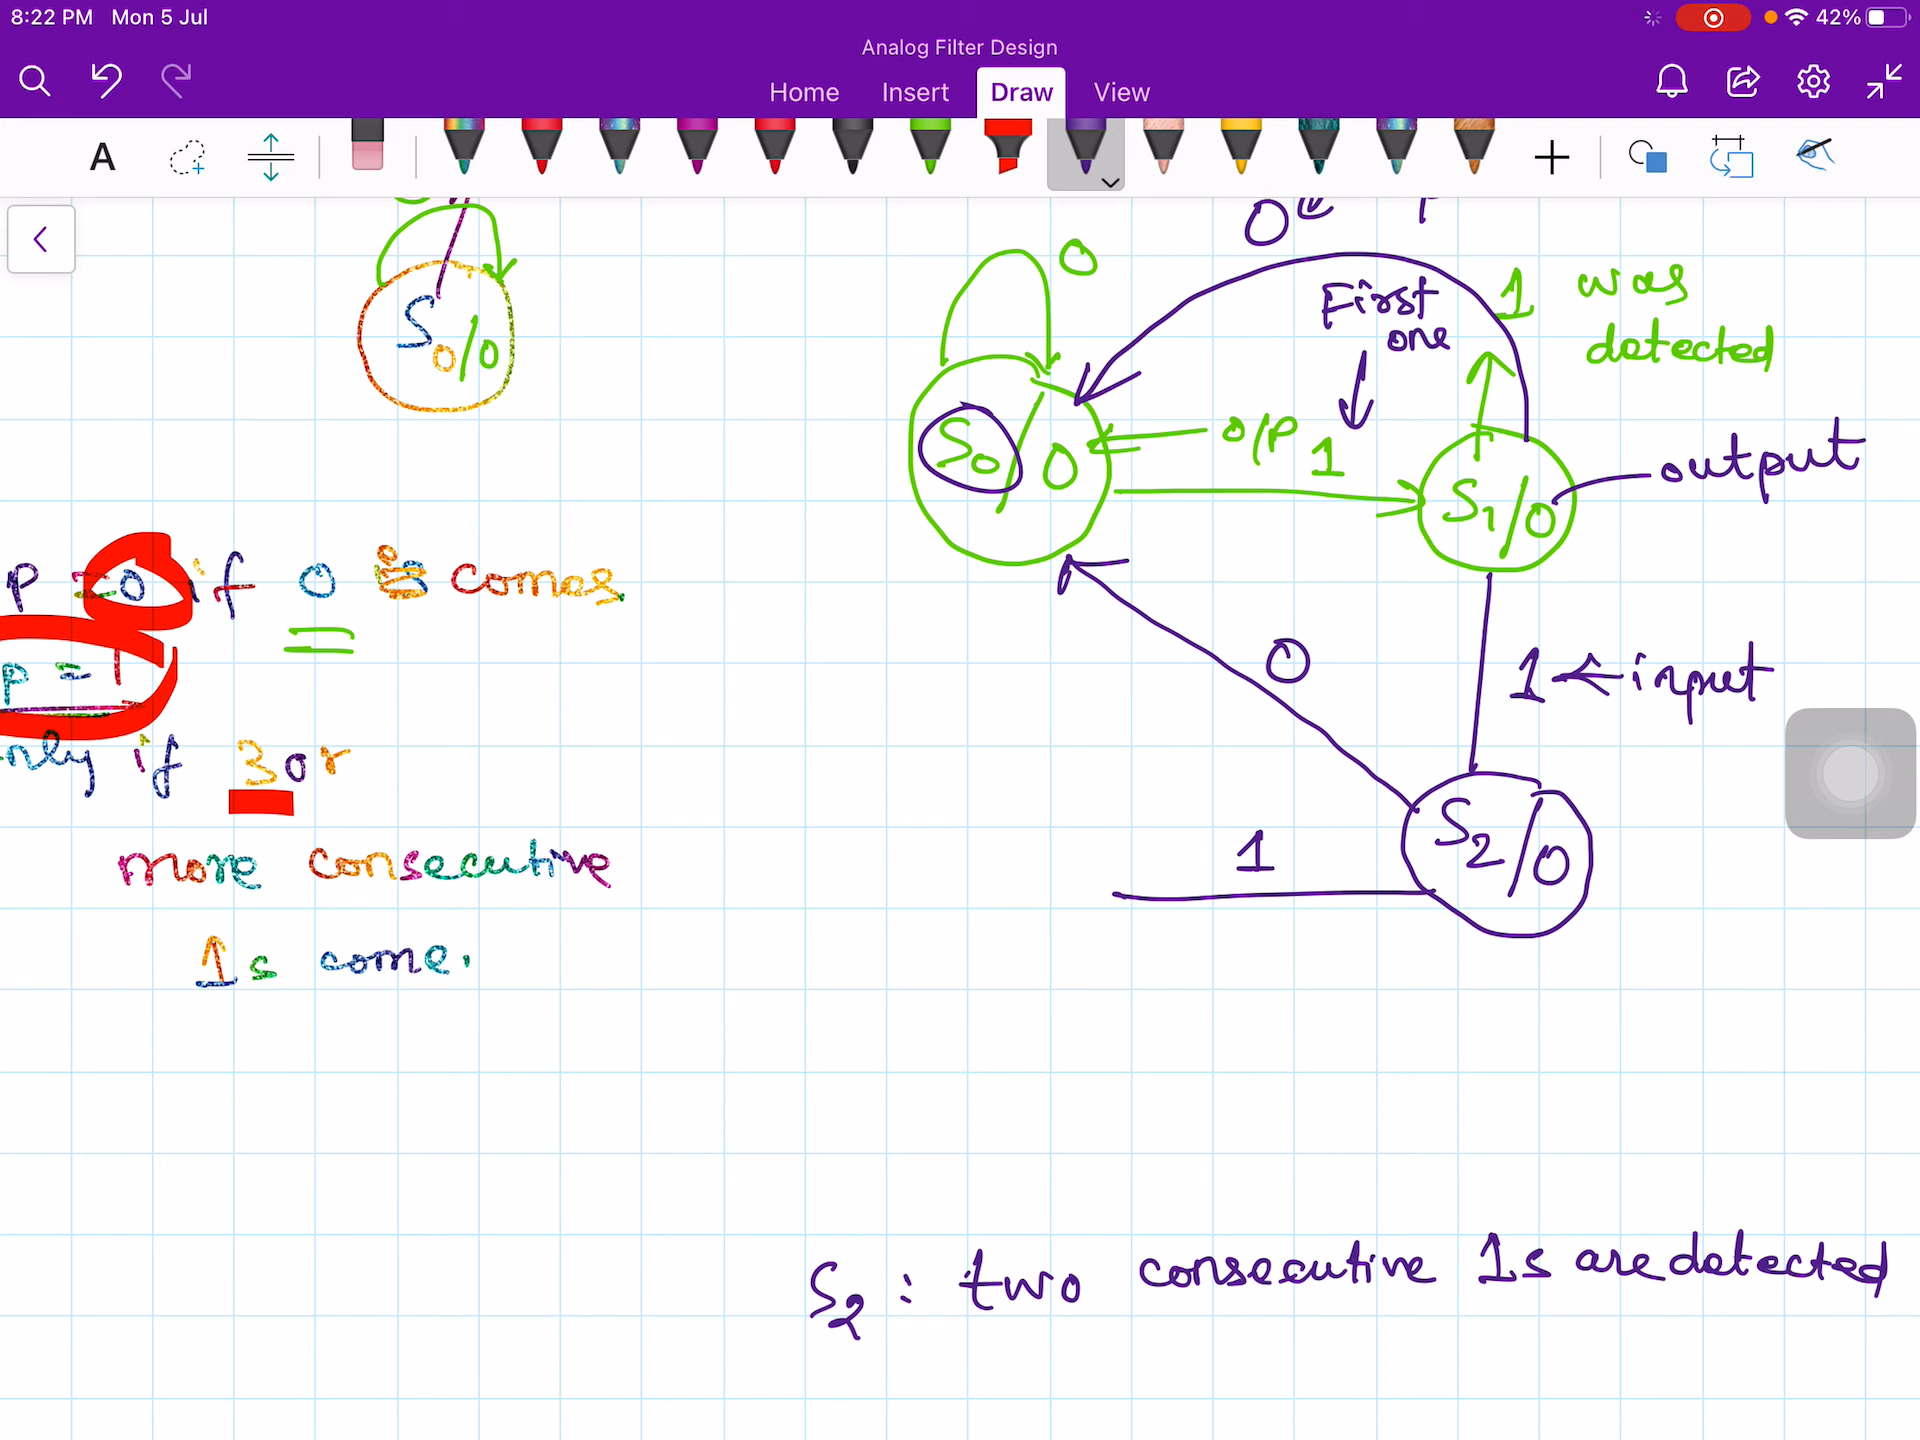 8:22 PM Mon 5 Jul
42%
Analog Filter Design
Home Insert Draw View
A
S0/0
p =0 if 0 comes
p = 1
only if 3 or
more consecutive
1s come.
0
0
First
one
1 was
detected
S0/0
o/p 1
S1/0
output
0
1 ← input
S2/0
1
S2 : two consecutive 1s are detected